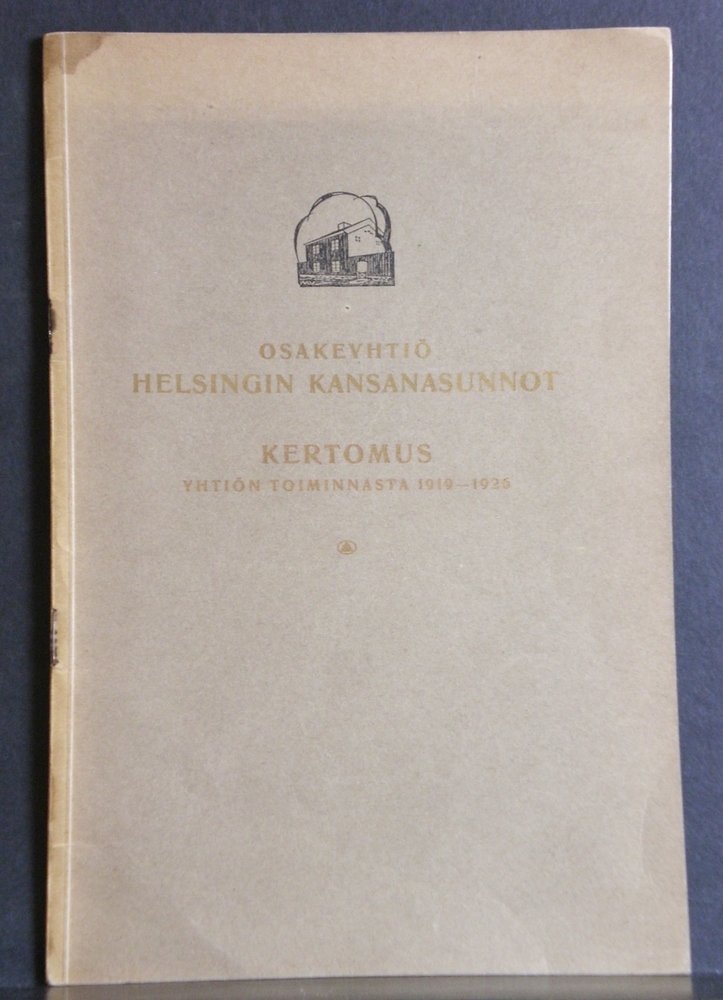 OSAKEYHTIÖ
HELSINGIN KANSANASUNNOT
KERTOMUS
YHTIÖN TOIMINNASTA 1919–1925